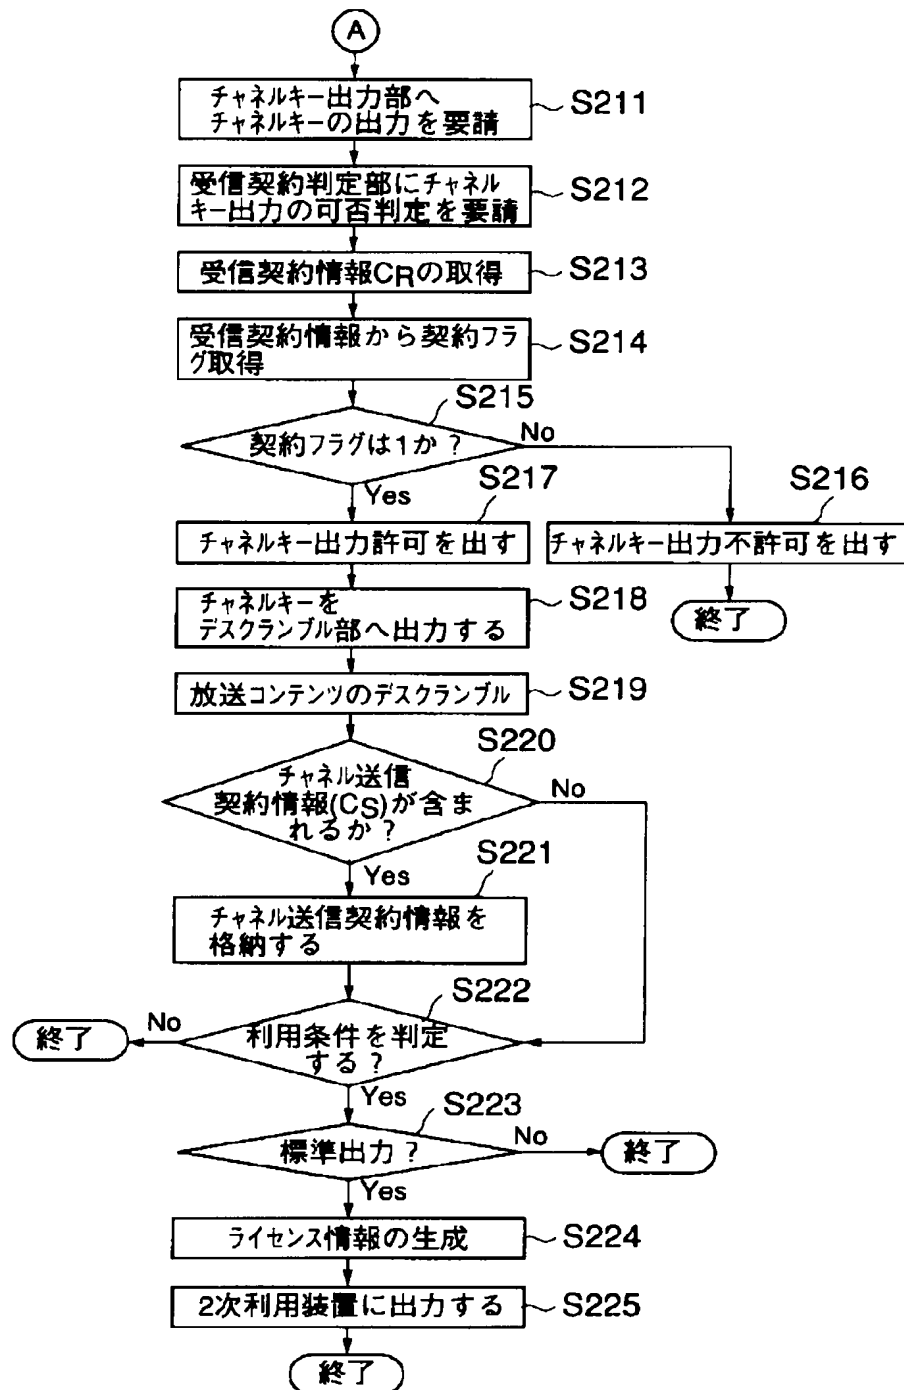 A
チャネルキー出力部へ
チャネルキーの出力を要請
S211
受信契約判定部にチャネル
キー出力の可否判定を要請
S212
受信契約情報CRの取得
S213
受信契約情報から契約フラ
グ取得
S214
S215
契約フラグは1か?
No
Yes
S217
S216
チャネルキー出力許可を出す
チャネルキー出力不許可を出す
チャネルキーを
デスクランブル部へ出力する
S218
終了
放送コンテンツのデスクランブル
S219
S220
チャネル送信
契約情報(CS)が含ま
れるか?
No
Yes
S221
チャネル送信契約情報を
格納する
S222
利用条件を判定
する?
No
終了
Yes
S223
標準出力?
No
終了
Yes
ライセンス情報の生成
S224
2次利用装置に出力する
S225
終了